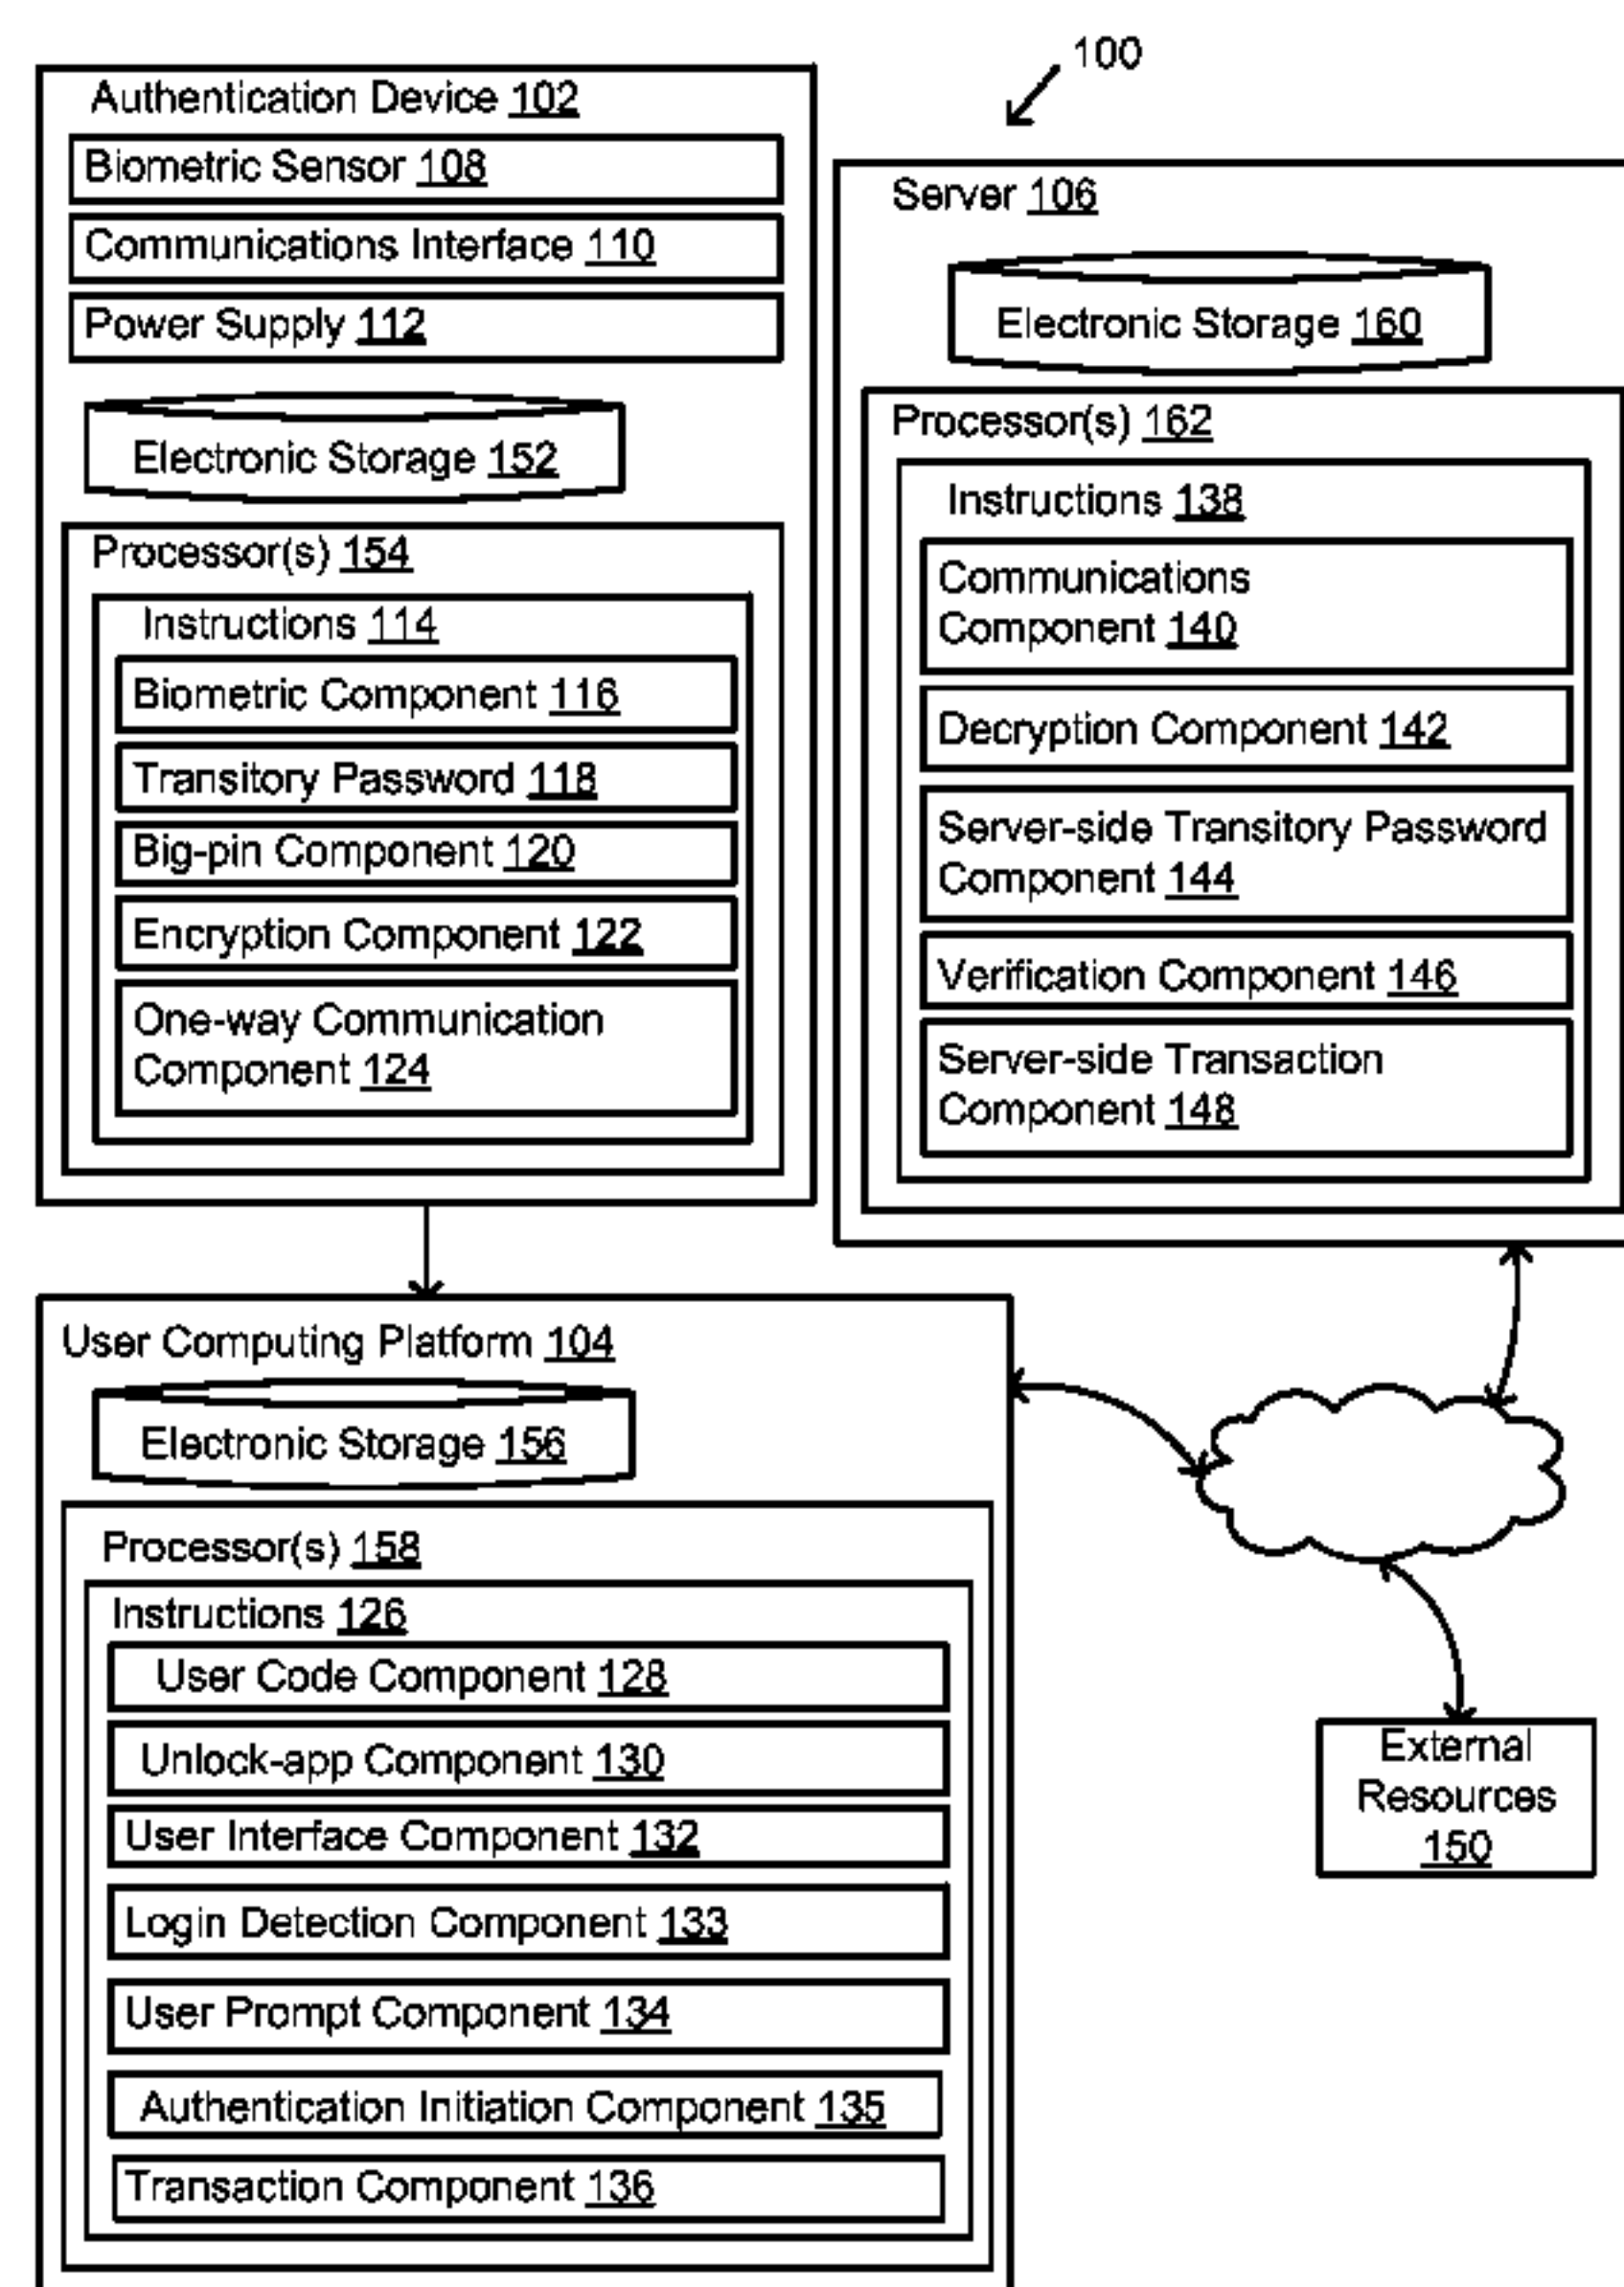 100
Authentication Device 102
Biometric Sensor 108
Communications Interface 110
Power Supply 112
Electronic Storage 152
Processor(s) 154
Instructions 114
Biometric Component 116
Transitory Password 118
Big-pin Component 120
Encryption Component 122
One-way Communication
Component 124
Server 106
Electronic Storage 160
Processor(s) 162
Instructions 138
Communications
Component 140
Decryption Component 142
Server-side Transitory Password
Component 144
Verification Component 146
Server-side Transaction
Component 148
User Computing Platform 104
Electronic Storage 156
Processor(s) 158
Instructions 126
User Code Component 128
Unlock-app Component 130
User Interface Component 132
Login Detection Component 133
User Prompt Component 134
Authentication Initiation Component 135
Transaction Component 136
External
Resources
150